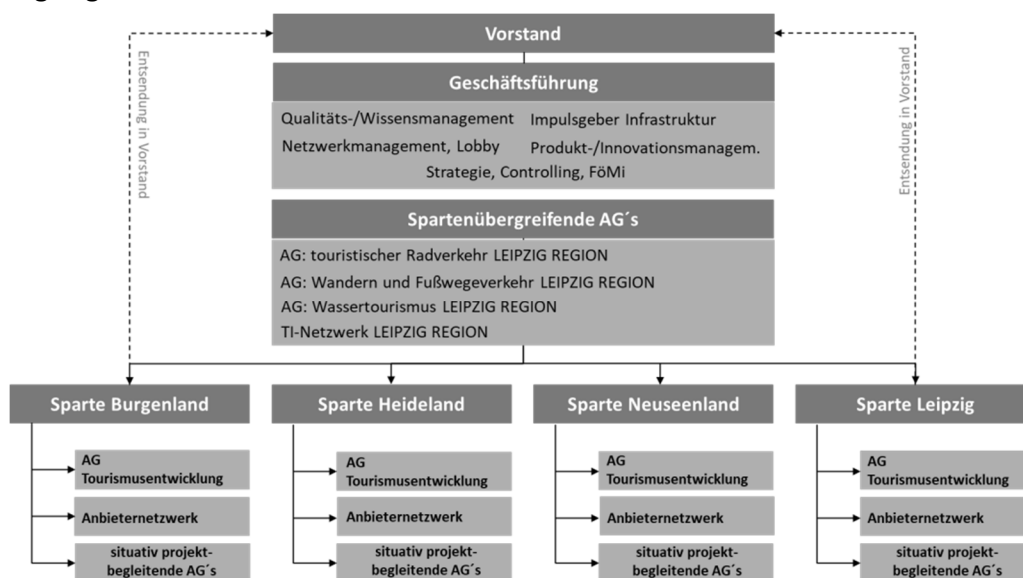 Vorstand
Entsendung in Vorstand
Entsendung in Vorstand
Geschäftsführung
Qualitäts-/Wissensmanagement Impulsgeber Infrastruktur
Netzwerkmanagement, Lobby Produkt-/Innovationsmanagem.
Strategie, Controlling, FöMi
Spartenübergreifende AG´s
AG: touristischer Radverkehr LEIPZIG REGION
AG: Wandern und Fußwegeverkehr LEIPZIG REGION
AG: Wassertourismus LEIPZIG REGION
TI-Netzwerk LEIPZIG REGION
Sparte Burgenland
AG
Tourismusentwicklung
Anbieternetzwerk
situativ projekt-
begleitende AG´s
Sparte Heideland
AG
Tourismusentwicklung
Anbieternetzwerk
situativ projekt-
begleitende AG´s
Sparte Neuseenland
AG
Tourismusentwicklung
Anbieternetzwerk
situativ projekt-
begleitende AG´s
Sparte Leipzig
AG
Tourismusentwicklung
Anbieternetzwerk
situativ projekt-
begleitende AG´s